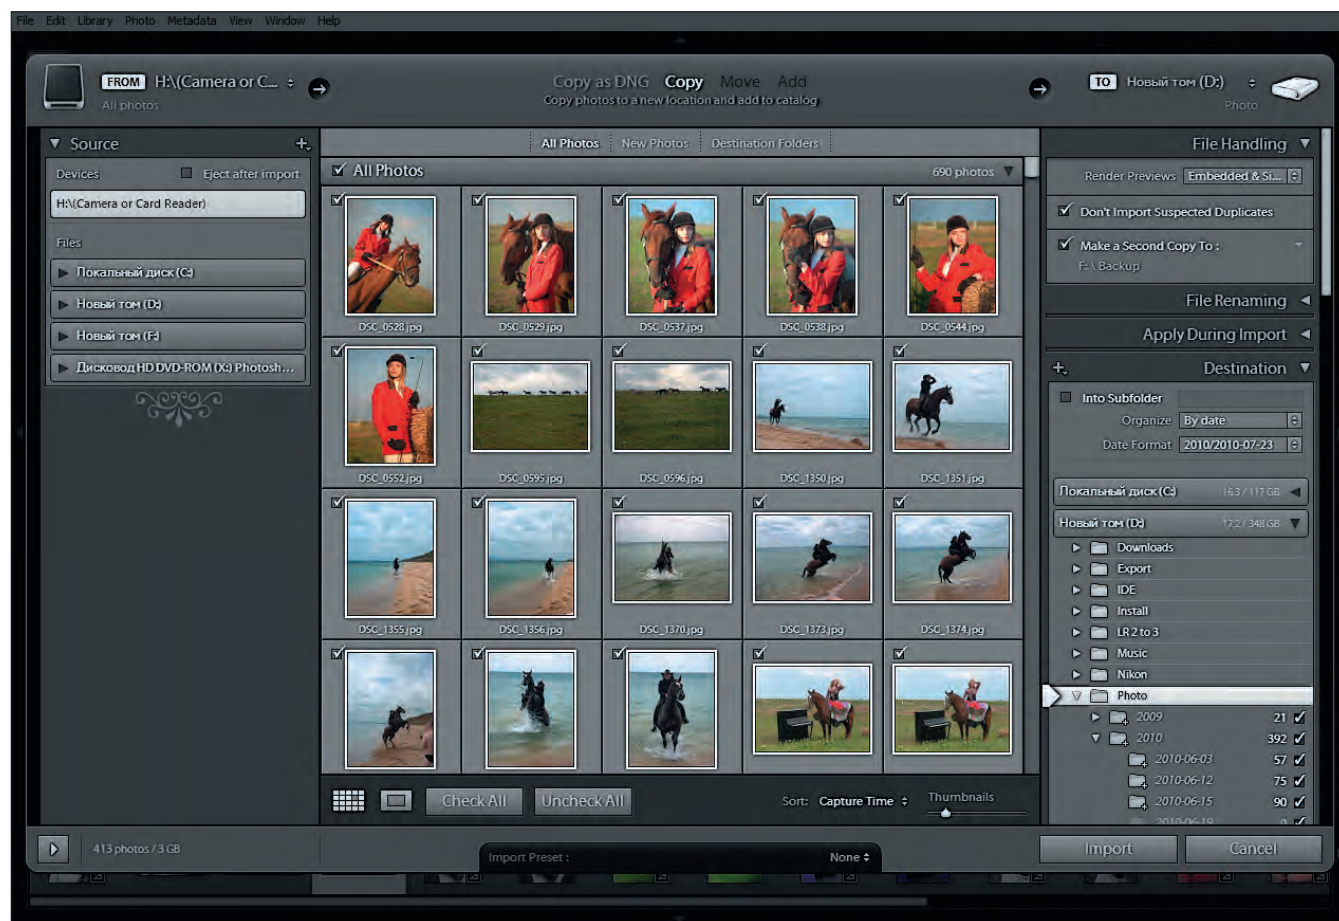 File Edit Library Photo Metadata View Window Help
FROM H:\(Camera or C...
All photos
Copy as DNG Copy Move Add
Copy photos to a new location and add to catalog
TO Новый том (D:)
Photo
Source
Devices Eject after import
H:\(Camera or Card Reader)
Files
Локальный диск (C:)
Новый том (D:)
Новый том (F:)
Дисковод HD DVD-ROM (X:) Photosh...
All Photos New Photos Destination Folders
All Photos 690 photos
DSC_0528.jpg DSC_0529.jpg DSC_0537.jpg DSC_0538.jpg DSC_0544.jpg
DSC_0552.jpg DSC_0595.jpg DSC_0596.jpg DSC_1350.jpg DSC_1351.jpg
DSC_1355.jpg DSC_1356.jpg DSC_1370.jpg DSC_1373.jpg DSC_1374.jpg
Check All Uncheck All Sort: Capture Time Thumbnails
File Handling
Render Previews Embedded & Si...
Don't Import Suspected Duplicates
Make a Second Copy To :
F: \ Backup
File Renaming
Apply During Import
Destination
Into Subfolder
Organize By date
Date Format 2010/2010-07-23
Локальный диск (C:) 16.3 / 117 GB
Новый том (D:) 17.2 / 348 GB
Downloads
Export
IDE
Install
LR 2 to 3
Music
Nikon
Photo
2009 21
2010 392
2010-06-03 57
2010-06-12 75
2010-06-15 90
2010-06-19
413 photos / 3 GB
Import Preset : None
Import Cancel